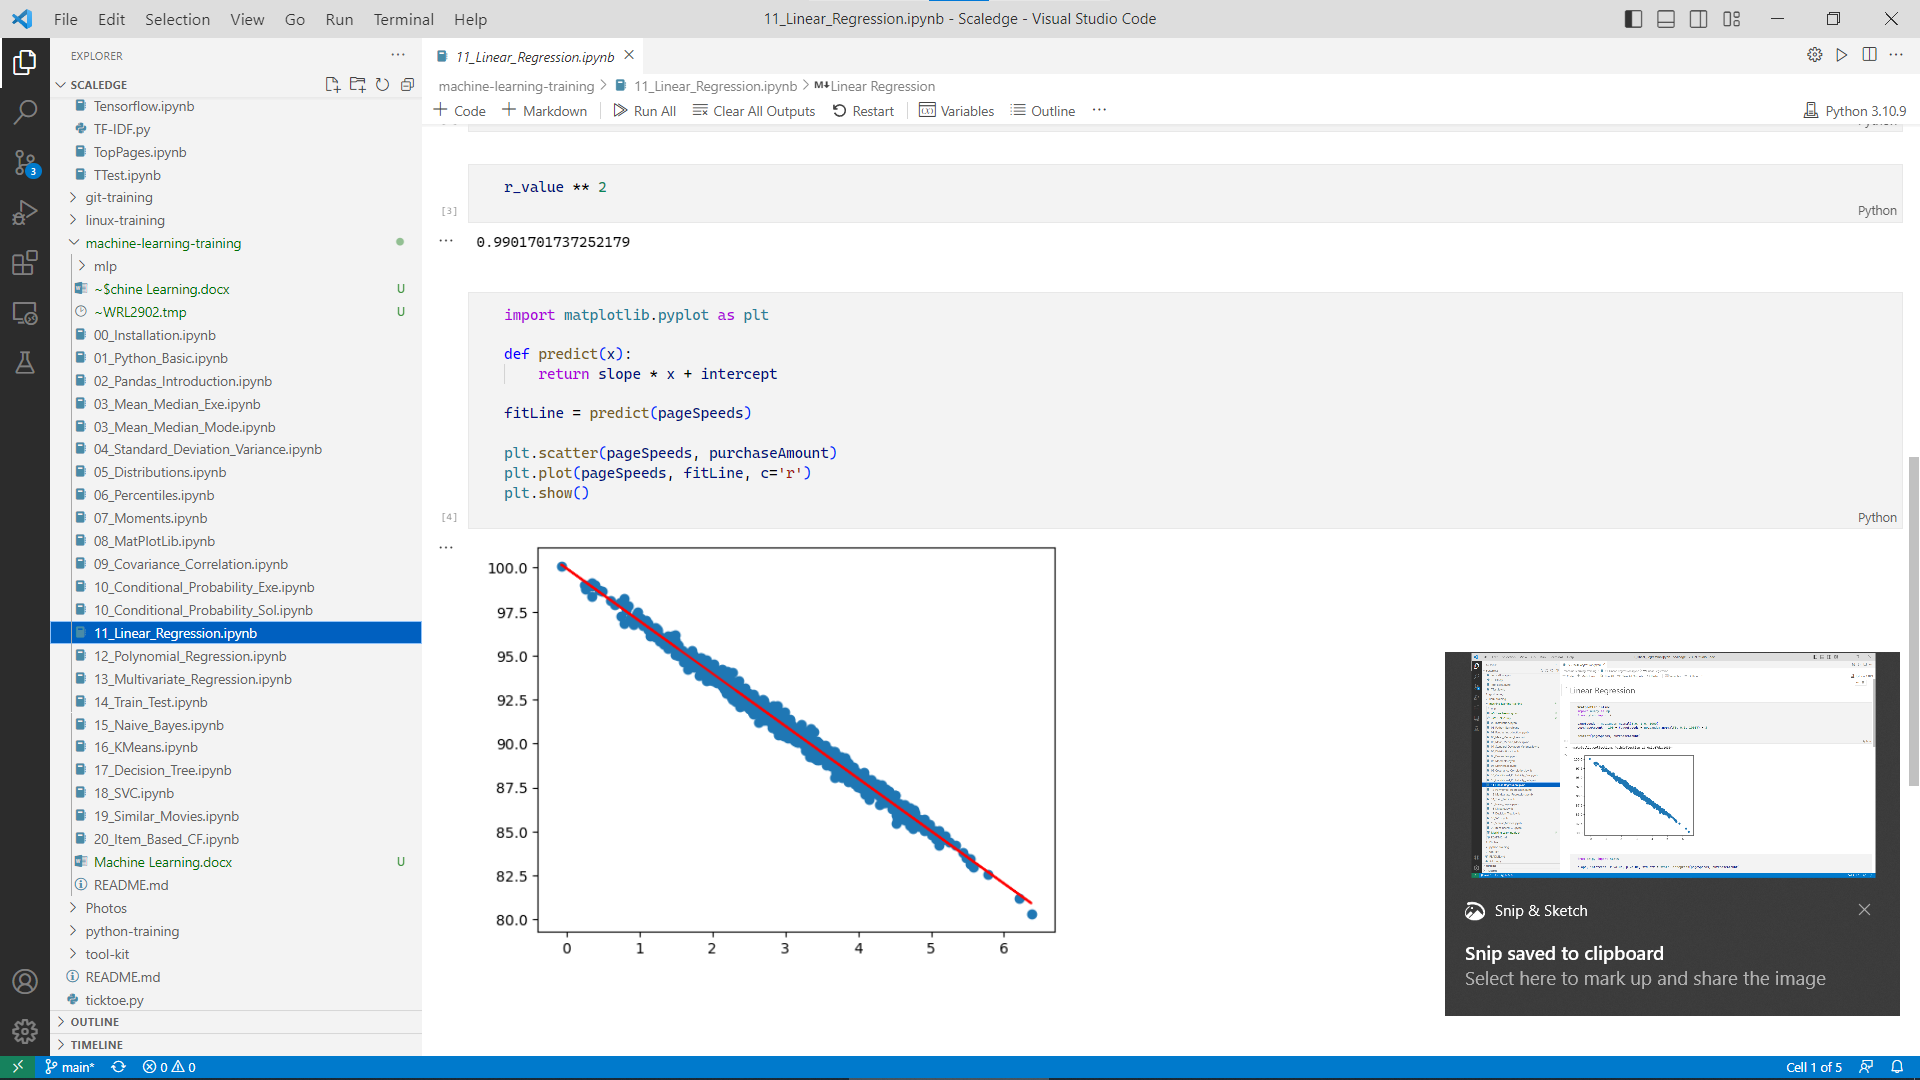 File Edit Selection View Go Run Terminal Help
11_Linear_Regression.ipynb - Scaledge - Visual Studio Code
EXPLORER
SCALEDGE
Tensorflow.ipynb
TF-IDF.py
TopPages.ipynb
TTest.ipynb
git-training
linux-training
machine-learning-training
mlp
~$chine Learning.docx U
~WRL2902.tmp U
00_Installation.ipynb
01_Python_Basic.ipynb
02_Pandas_Introduction.ipynb
03_Mean_Median_Exe.ipynb
03_Mean_Median_Mode.ipynb
04_Standard_Deviation_Variance.ipynb
05_Distributions.ipynb
06_Percentiles.ipynb
07_Moments.ipynb
08_MatPlotLib.ipynb
09_Covariance_Correlation.ipynb
10_Conditional_Probability_Exe.ipynb
10_Conditional_Probability_Sol.ipynb
11_Linear_Regression.ipynb
12_Polynomial_Regression.ipynb
13_Multivariate_Regression.ipynb
14_Train_Test.ipynb
15_Naive_Bayes.ipynb
16_KMeans.ipynb
17_Decision_Tree.ipynb
18_SVC.ipynb
19_Similar_Movies.ipynb
20_Item_Based_CF.ipynb
Machine Learning.docx U
README.md
Photos
python-training
tool-kit
README.md
ticktoe.py
OUTLINE
TIMELINE
3
11_Linear_Regression.ipynb
machine-learning-training > 11_Linear_Regression.ipynb > M↓Linear Regression
+ Code + Markdown Run All Clear All Outputs Restart Variables Outline ...
Python 3.10.9
r_value ** 2
[3] Python
0.9901701737252179
import matplotlib.pyplot as plt
def predict(x):
return slope * x + intercept
fitLine = predict(pageSpeeds)
plt.scatter(pageSpeeds, purchaseAmount)
plt.plot(pageSpeeds, fitLine, c='r')
plt.show()
[4] Python
100.0
97.5
95.0
92.5
90.0
87.5
85.0
82.5
80.0
0 1 2 3 4 5 6
Linear Regression
Snip & Sketch
Snip saved to clipboard
Select here to mark up and share the image
main* 0 0
Cell 1 of 5